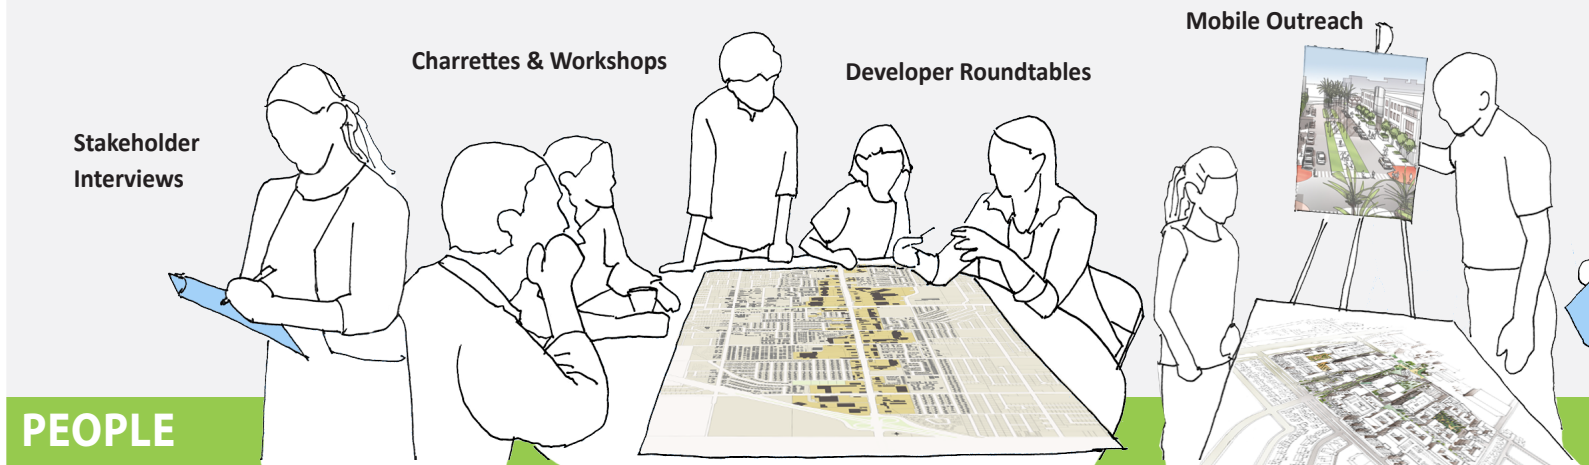 Stakeholder
Interviews
Charrettes & Workshops
Developer Roundtables
Mobile Outreach
PEOPLE